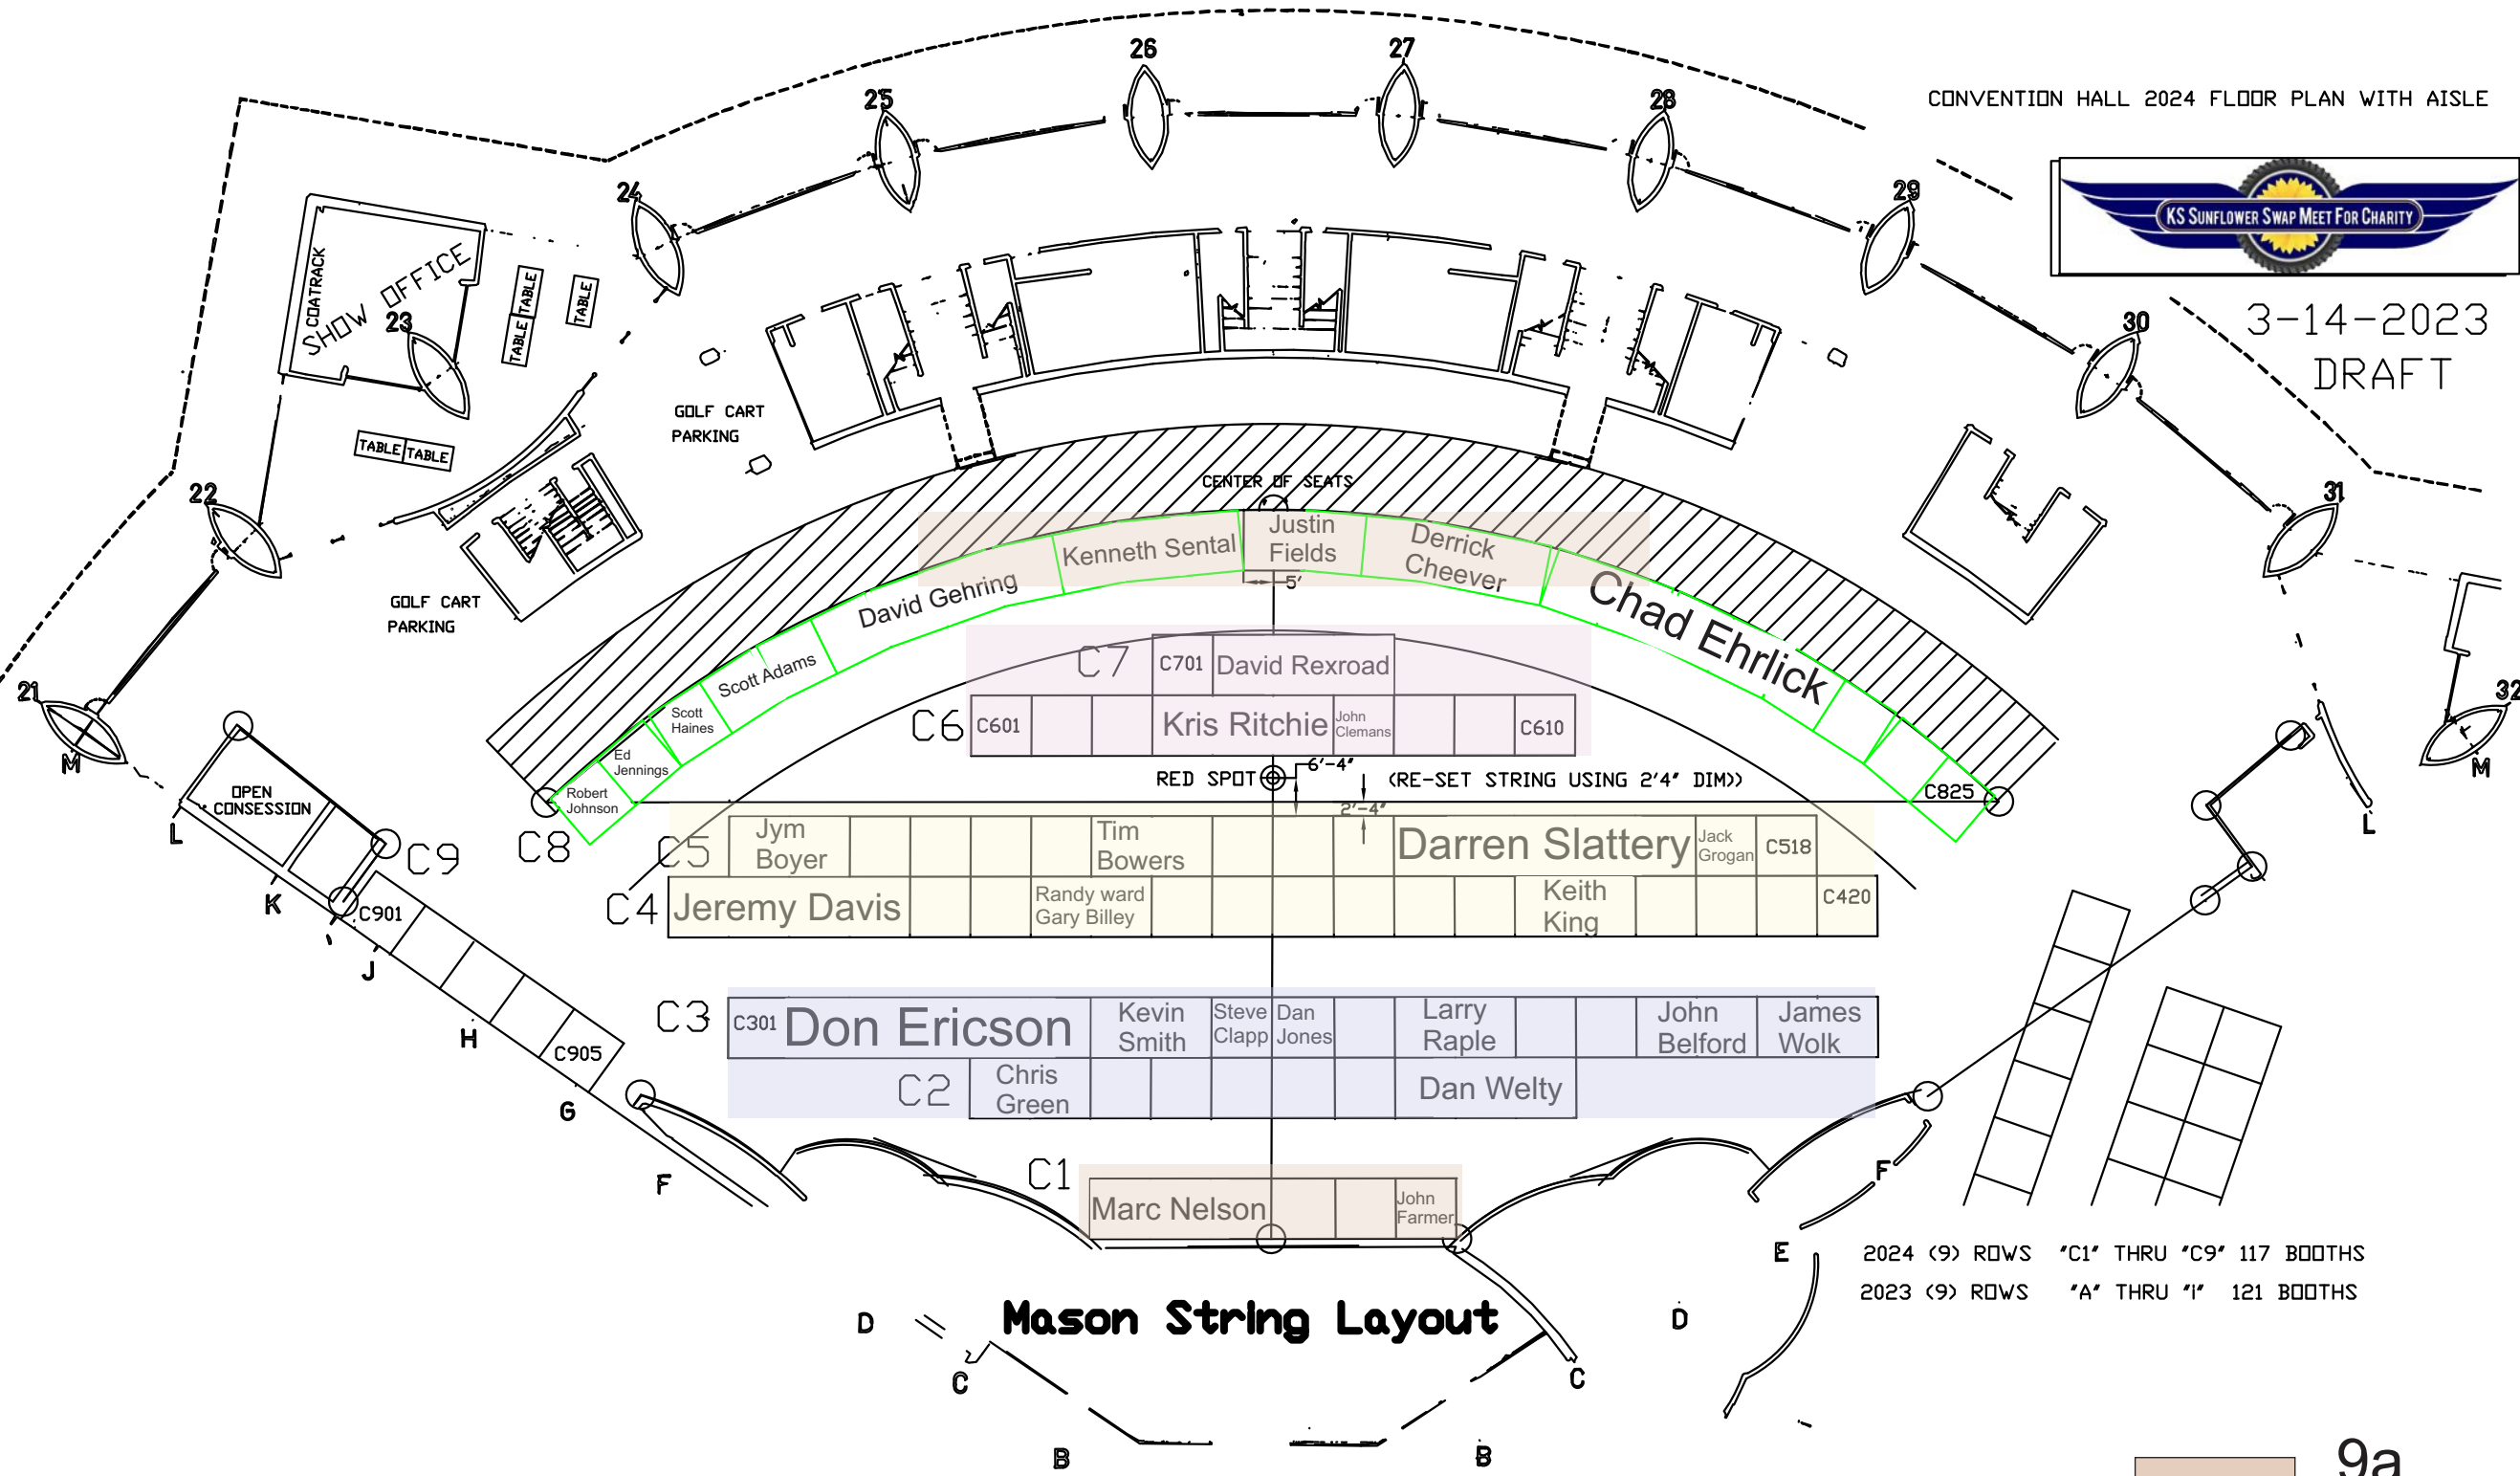 26
27
25
28
CONVENTION HALL 2024 FLOOR PLAN WITH AISLE
24
29
KS SUNFLOWER SWAP MEET FOR CHARITY
COATRACK
SHOW OFFICE
TABLE
TABLE
TABLE
23
30
3-14-2023
DRAFT
GOLF CART
PARKING
TABLE TABLE
22
CENTER OF SEATS
31
Justin
Fields
Derrick
Cheever
Kenneth Sental
5'
David Gehring
Chad Ehrlick
GOLF CART
PARKING
C7
C701
David Rexroad
Scott Adams
21
32
Scott
Haines
C6
C601
Kris Ritchie
John
Clemans
C610
Ed
Jennings
M
M
RED SPOT
6'-4"
(RE-SET STRING USING 2'4" DIM))
OPEN
CONSESSION
Robert
Johnson
C825
2'-4"
L
L
C9
C8
C5
Jym
Boyer
Tim
Bowers
Darren Slattery
Jack
Grogan
C518
K
C901
C4
Jeremy Davis
Randy ward
Gary Billey
Keith
King
C420
J
C3
C301
Don Ericson
Kevin
Smith
Steve
Clapp
Dan
Jones
Larry
Raple
John
Belford
James
Wolk
H
C905
C2
Chris
Green
Dan Welty
G
F
F
C1
Marc Nelson
John
Farmer
E
2024 (9) ROWS "C1" THRU "C9" 117 BOOTHS
2023 (9) ROWS "A" THRU "I" 121 BOOTHS
D
Mason String Layout
D
C
C
B
B
9a